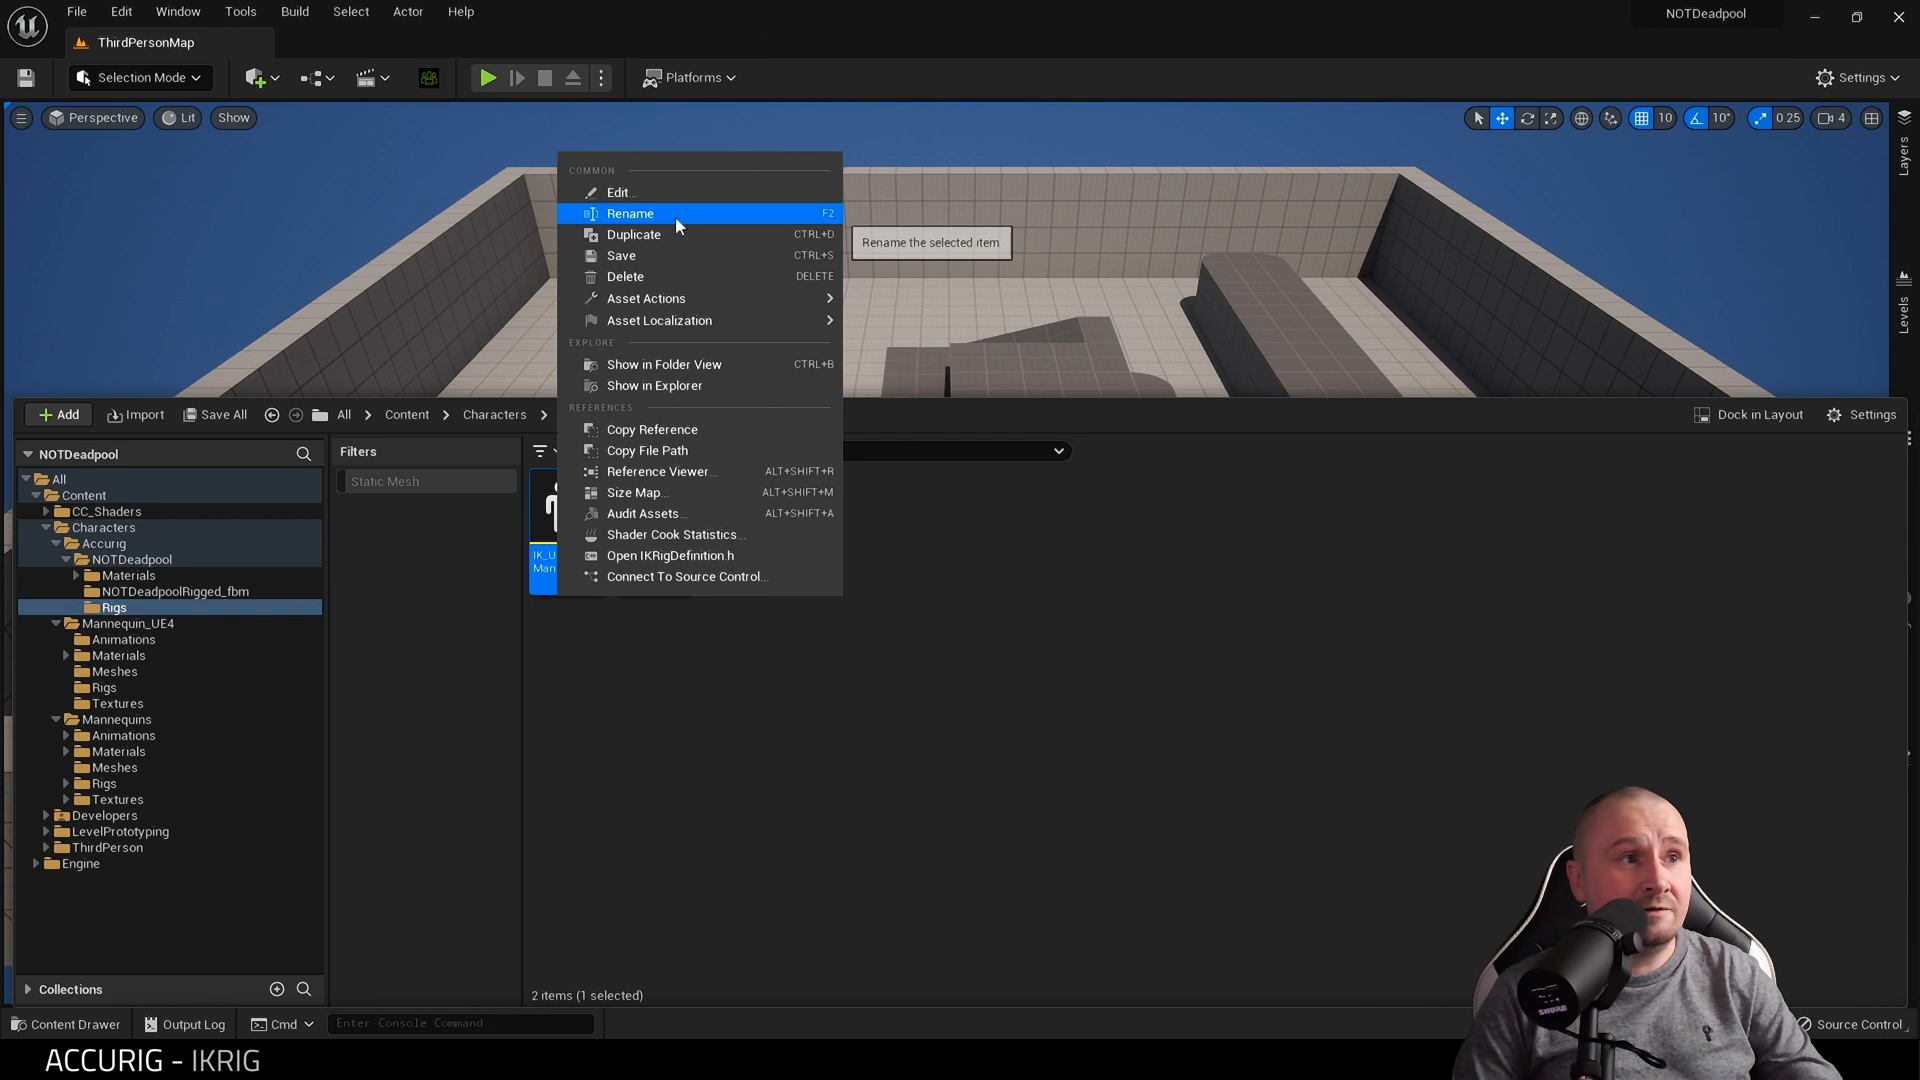 File Edit Window Tools Build Select Actor Help
NOTDeadpool
ThirdPersonMap
Selection Mode
Platforms
Settings
Perspective
Lit
Show
10
10°
0.25
4
Layers
Levels
COMMON
Edit...
Rename F2
Duplicate CTRL+D
Save CTRL+S
Delete DELETE
Asset Actions
Asset Localization
EXPLORE
Show in Folder View CTRL+B
Show in Explorer
REFERENCES
Copy Reference
Copy File Path
Reference Viewer... ALT+SHIFT+R
Size Map... ALT+SHIFT+M
Audit Assets... ALT+SHIFT+A
Shader Cook Statistics...
Open IKRigDefinition.h
Connect To Source Control...
Rename the selected item
Add
Import
Save All
All
Content
Characters
Dock in Layout
Settings
NOTDeadpool
All
Content
CC_Shaders
Characters
Accurig
NOTDeadpool
Materials
NOTDeadpoolRigged_fbm
Rigs
Mannequin_UE4
Animations
Materials
Meshes
Rigs
Textures
Mannequins
Animations
Materials
Meshes
Rigs
Textures
Developers
LevelPrototyping
ThirdPerson
Engine
Collections
Filters
Static Mesh
IK_U
Man
2 items (1 selected)
Content Drawer
Output Log
Cmd
Enter Console Command
Source Control
SHURE
ACCURIG - IKRIG